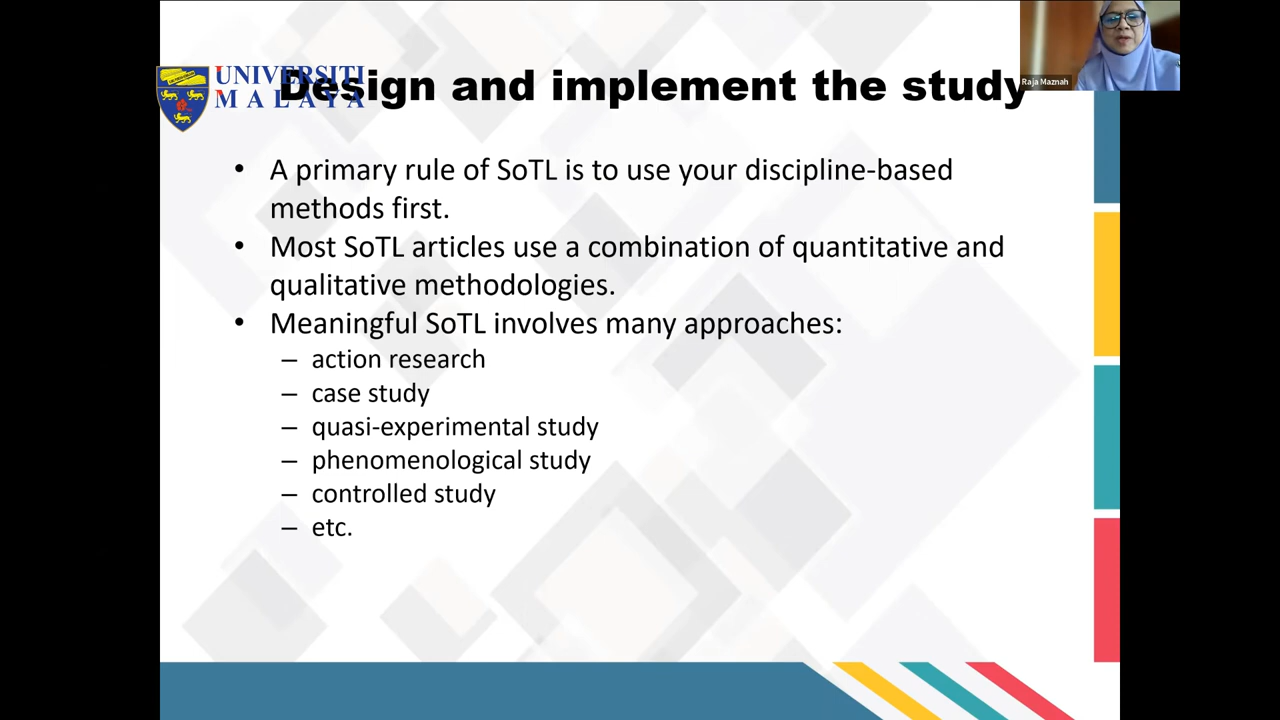 UNIVERSITI
MALAYA
Design and implement the study
Raja Maznah
• A primary rule of SoTL is to use your discipline-based
methods first.
• Most SoTL articles use a combination of quantitative and
qualitative methodologies.
• Meaningful SoTL involves many approaches:
– action research
– case study
– quasi-experimental study
– phenomenological study
– controlled study
– etc.